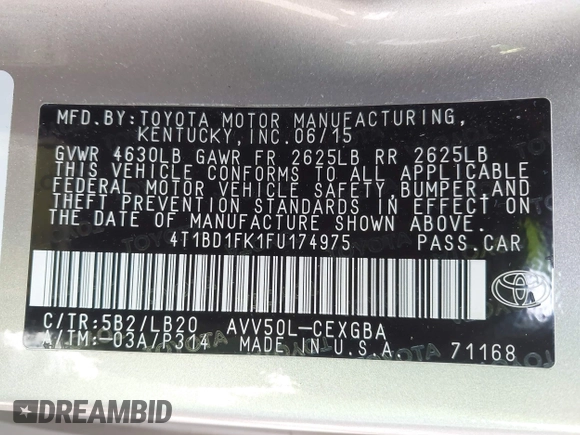 MFD. BY: TOYOTA MOTOR MANUFACTURING,
KENTUCKY, INC. 06/15
GVWR 4630LB GAWR FR 2625LB RR 2625LB
THIS VEHICLE CONFORMS TO ALL APPLICABLE
FEDERAL MOTOR VEHICLE SAFETY, BUMPER, AND
THEFT PREVENTION STANDARDS IN EFFECT ON
THE DATE OF MANUFACTURE SHOWN ABOVE.
4T1BD1FK1FU174975 PASS.CAR
C/TR:5B2/LB20 AVV50L-CEXGBA
A/TM:-03A/P314 MADE IN U.S.A. 71168
DREAMBID